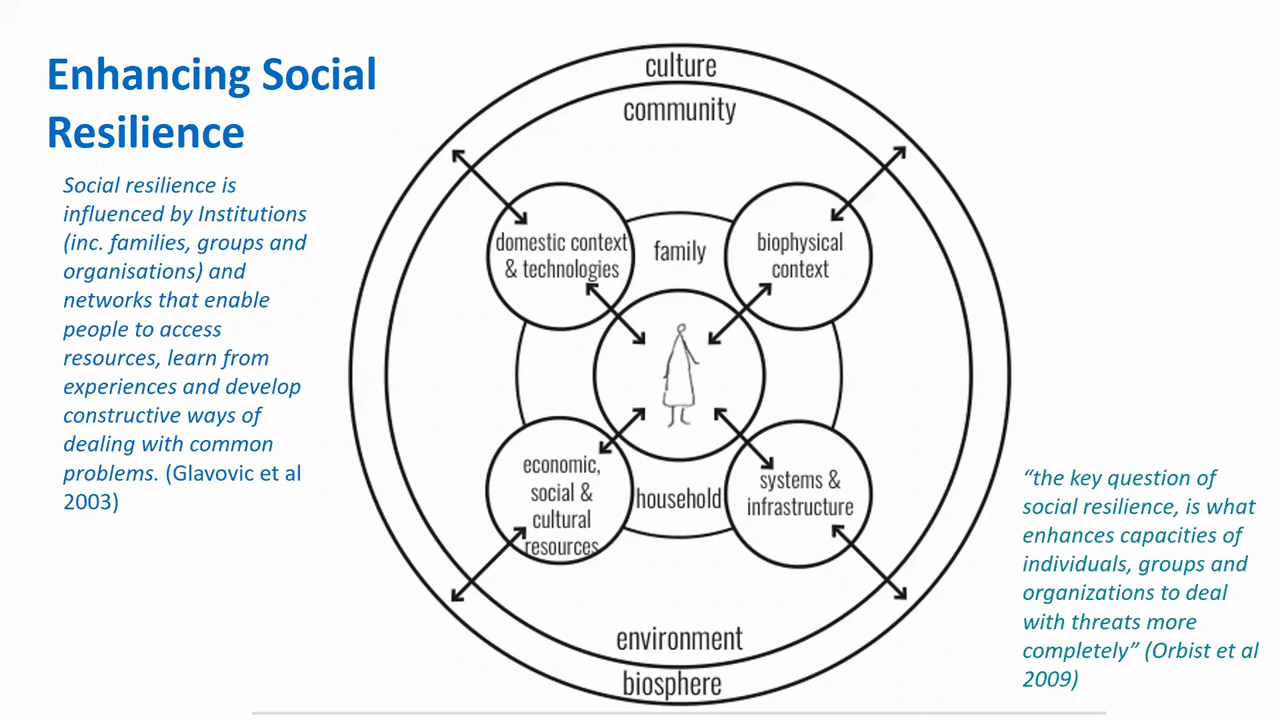 Enhancing Social
Resilience
Social resilience is
influenced by Institutions
(inc. families, groups and
organisations) and
networks that enable
people to access
resources, learn from
experiences and develop
constructive ways of
dealing with common
problems. (Glavovic et al
2003)
culture
community
domestic context
& technologies
family
biophysical
context
economic,
social &
cultural
resources
household
systems &
infrastructure
environment
biosphere
“the key question of
social resilience, is what
enhances capacities of
individuals, groups and
organizations to deal
with threats more
completely” (Orbist et al
2009)